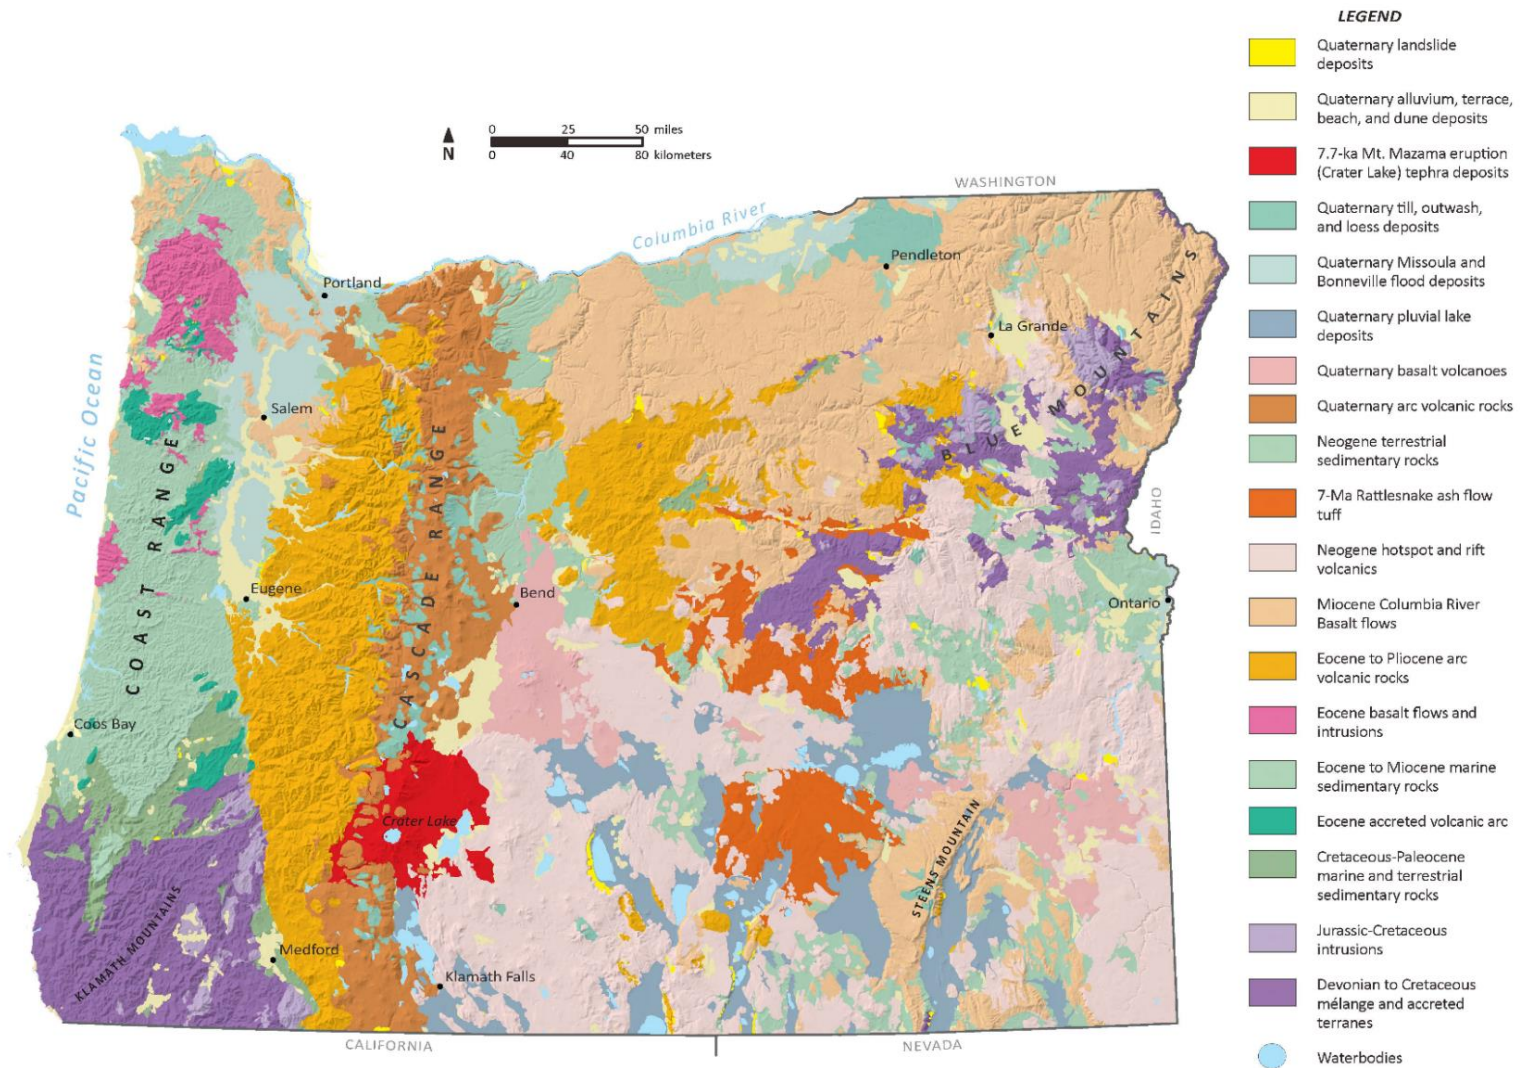 LEGEND
Quaternary landslide
deposits
Quaternary alluvium, terrace,
beach, and dune deposits
7.7-ka Mt. Mazama eruption
(Crater Lake) tephra deposits
Quaternary till, outwash,
and loess deposits
Quaternary Missoula and
Bonneville flood deposits
Quaternary pluvial lake
deposits
Quaternary basalt volcanoes
Quaternary arc volcanic rocks
Neogene terrestrial
sedimentary rocks
7-Ma Rattlesnake ash flow
tuff
Neogene hotspot and rift
volcanics
Miocene Columbia River
Basalt flows
Eocene to Pliocene arc
volcanic rocks
Eocene basalt flows and
intrusions
Eocene to Miocene marine
sedimentary rocks
Eocene accreted volcanic arc
Cretaceous-Paleocene
marine and terrestrial
sedimentary rocks
Jurassic-Cretaceous
intrusions
Devonian to Cretaceous
mélange and accreted
terranes
Waterbodies
0 25 50 miles
0 40 80 kilometers
N
WASHINGTON
Columbia River
Pendleton
Portland
La Grande
BLUE MOUNTAINS
Pacific Ocean
Salem
COAST RANGE
CASCADE RANGE
IDAHO
Eugene
Bend
Ontario
Coos Bay
Crater Lake
STEENS MOUNTAIN
KLAMATH MOUNTAINS
Medford
Klamath Falls
CALIFORNIA
NEVADA